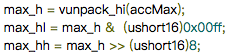 max_h = vunpack_hi(accMax);
max_hl = max_h & (ushort16)0x00ff;
max_hh = max_h >> (ushort16)8;